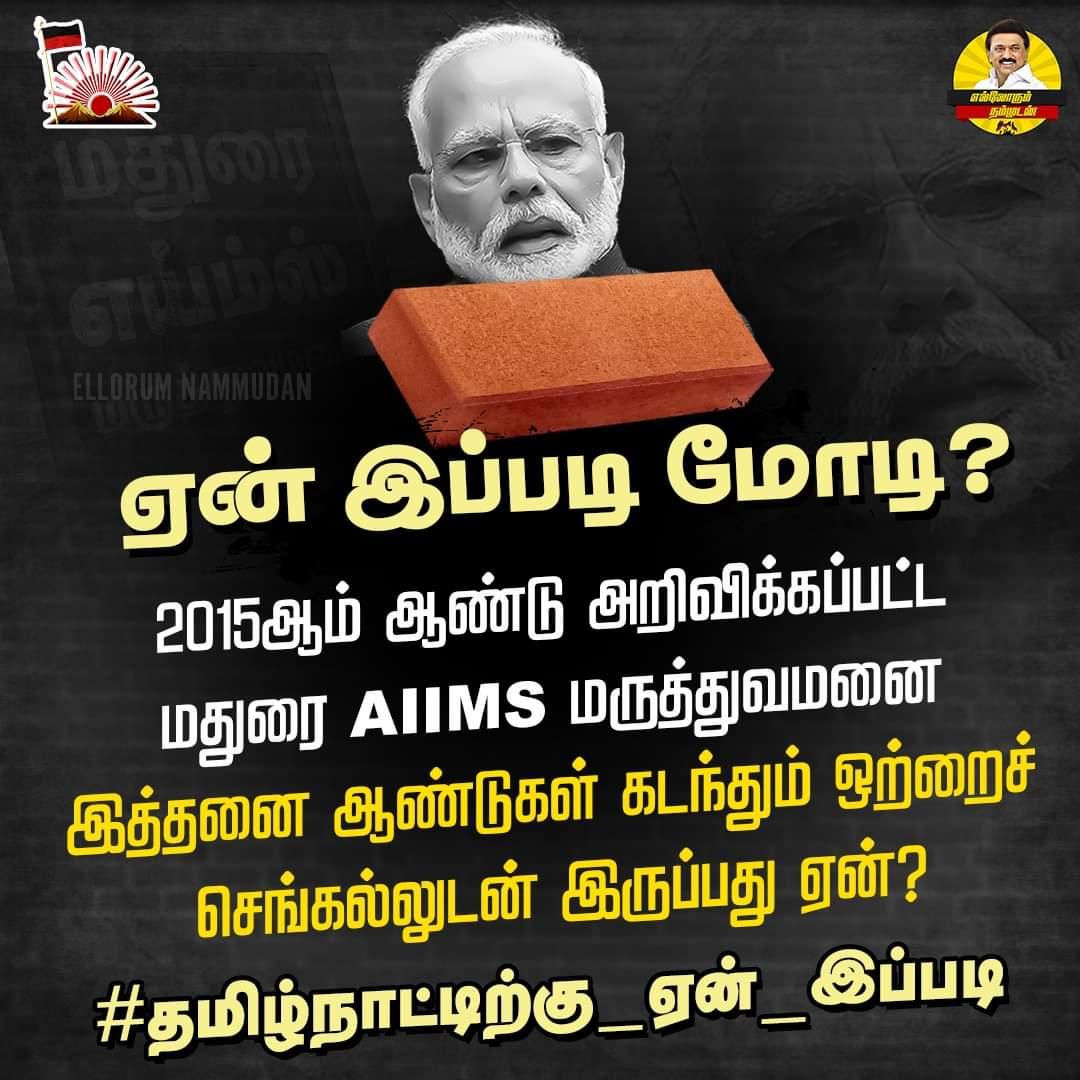 எல்லோரும்
நம்முடன்
மதுரை
எய்ம்ஸ்
ELLORUM NAMMUDAN
ஏன் இப்படி மோடி?
2015ஆம் ஆண்டு அறிவிக்கப்பட்ட
மதுரை AIIMS மருத்துவமனை
இத்தனை ஆண்டுகள் கடந்தும் ஒற்றைச்
செங்கல்லுடன் இருப்பது ஏன்?
#தமிழ்நாட்டிற்கு_ஏன்_இப்படி